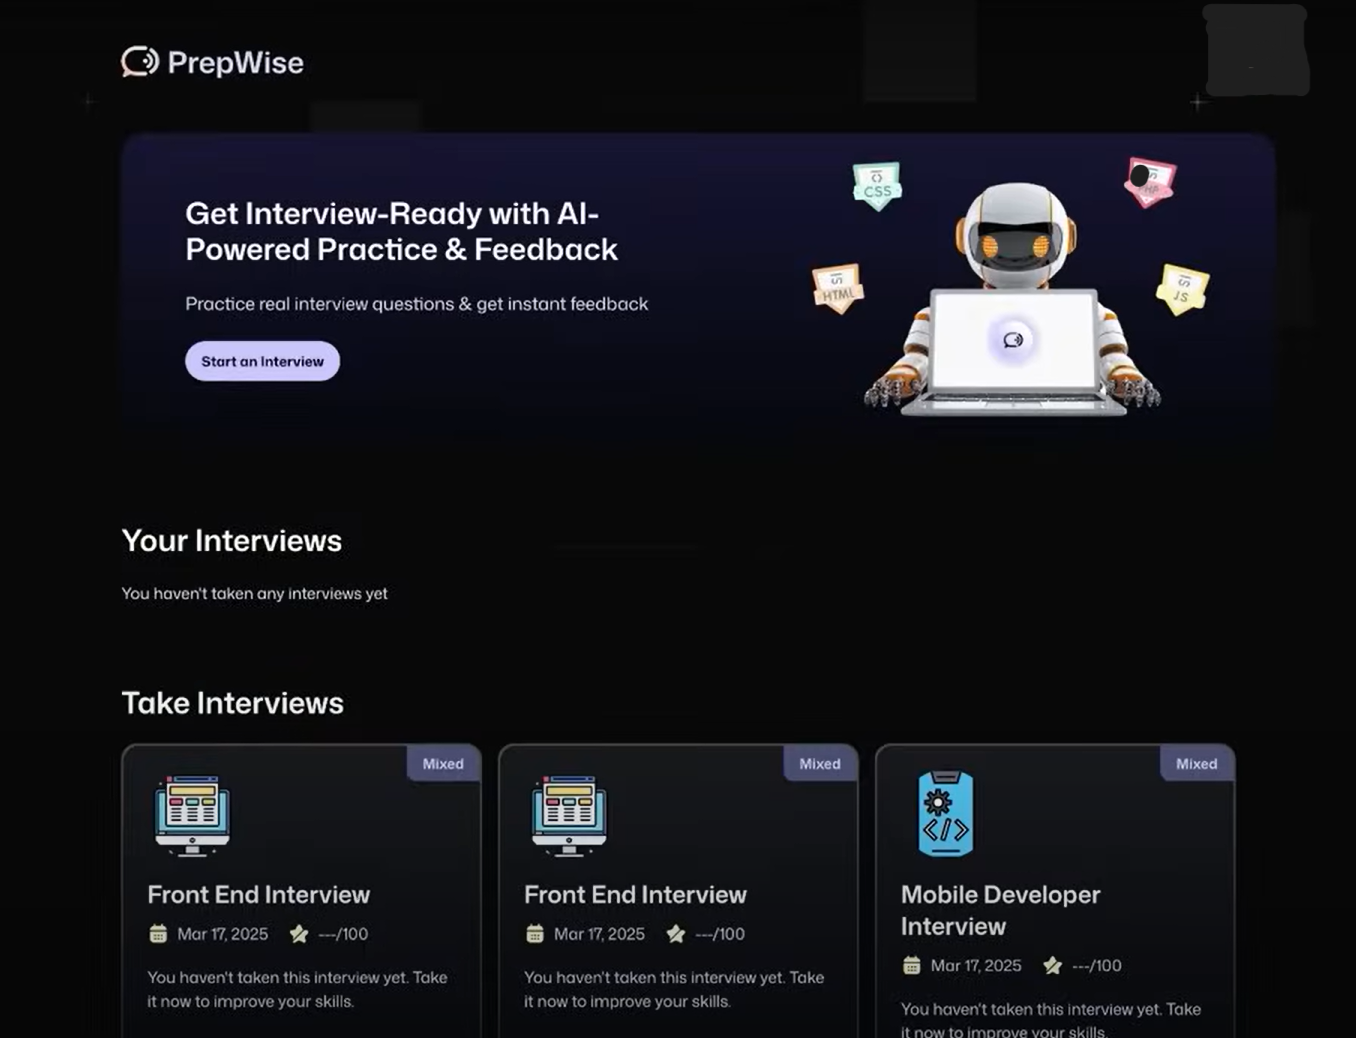 PrepWise
Get Interview-Ready with AI-
Powered Practice & Feedback
Practice real interview questions & get instant feedback
Start an Interview
CSS
HTML
JS
Your Interviews
You haven't taken any interviews yet
Take Interviews
Mixed
Front End Interview
Mar 17, 2025 ---/100
You haven't taken this interview yet. Take
it now to improve your skills.
Mixed
Front End Interview
Mar 17, 2025 ---/100
You haven't taken this interview yet. Take
it now to improve your skills.
Mixed
Mobile Developer
Interview
Mar 17, 2025 ---/100
You haven't taken this interview yet. Take
it now to improve your skills.